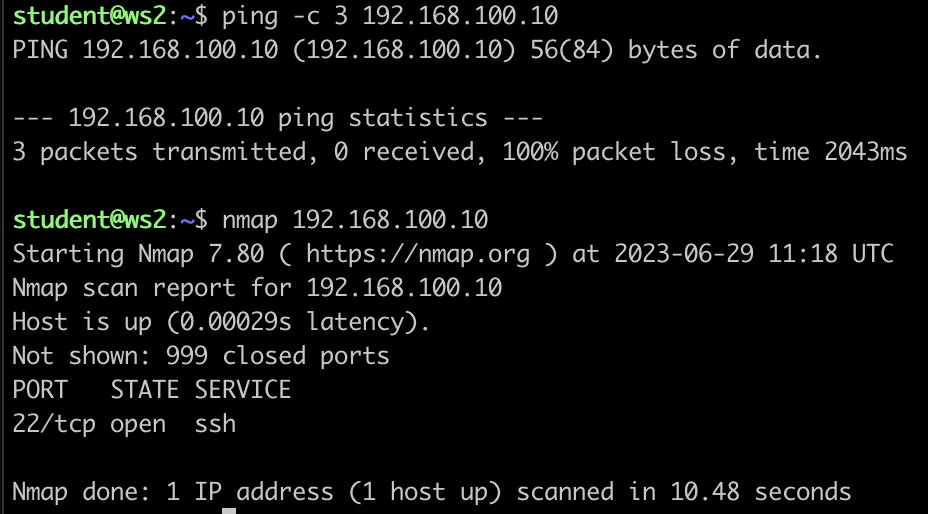 student@ws2:~$ ping -c 3 192.168.100.10
PING 192.168.100.10 (192.168.100.10) 56(84) bytes of data.
--- 192.168.100.10 ping statistics ---
3 packets transmitted, 0 received, 100% packet loss, time 2043ms
student@ws2:~$ nmap 192.168.100.10
Starting Nmap 7.80 ( https://nmap.org ) at 2023-06-29 11:18 UTC
Nmap scan report for 192.168.100.10
Host is up (0.00029s latency).
Not shown: 999 closed ports
PORT   STATE SERVICE
22/tcp open  ssh
Nmap done: 1 IP address (1 host up) scanned in 10.48 seconds